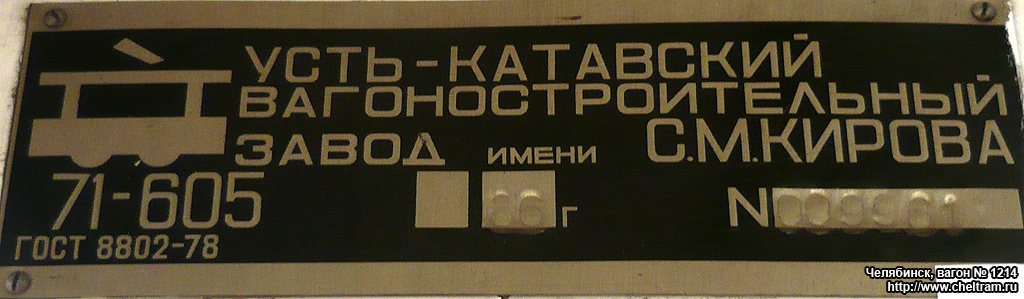 УСТЬ-КАТАВСКИЙ
ВАГОНОСТРОИТЕЛЬНЫЙ
ЗАВОД ИМЕНИ С.М.КИРОВА
71-605 г N
ГОСТ 8802-78
Челябинск, вагон № 1214
http://www.cheltram.ru